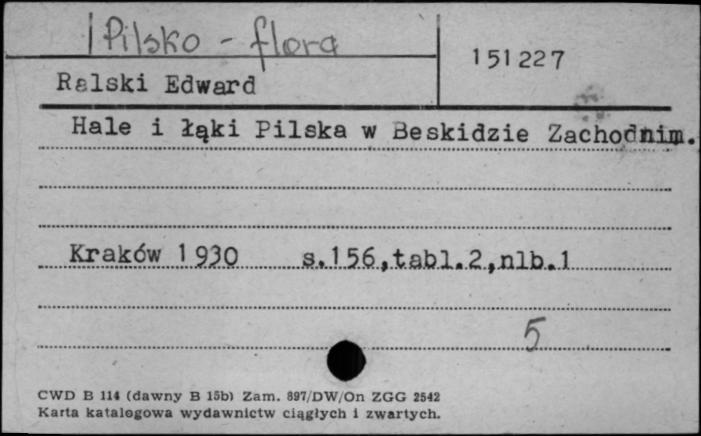 Pilsko - flora
151227
Ralski Edward
Hale i łąki Pilska w Beskidzie Zachodnim.
Kraków 1930 s.156,tabl.2,nlb.1
5
CWD B 114 (dawny B 15b) Zam. 897/DW/On ZGG 2542
Karta katalogowa wydawnictw ciągłych i zwartych.